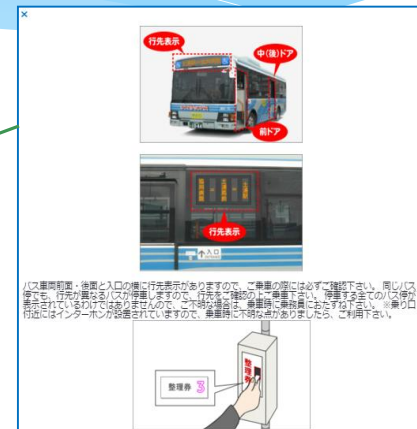 ×
行先表示
中(後)ドア
前ドア
行先表示
入口
バス車両前面・後面と入口の横に行先表示がありますので、ご乗車の際には必ずご確認下さい。 同じバス
停でも、行先が異なるバスが停車しますので、行先をご確認の上ご乗車下さい。 停車する全てのバス停が
表示されているわけではありませんので、ご不明な場合は、乗車時に乗務員におたずね下さい。 ※乗り口
付近にはインターホンが設置されていますので、乗車時に不明な点がありましたら、ご利用下さい。
整理券 3
整理券